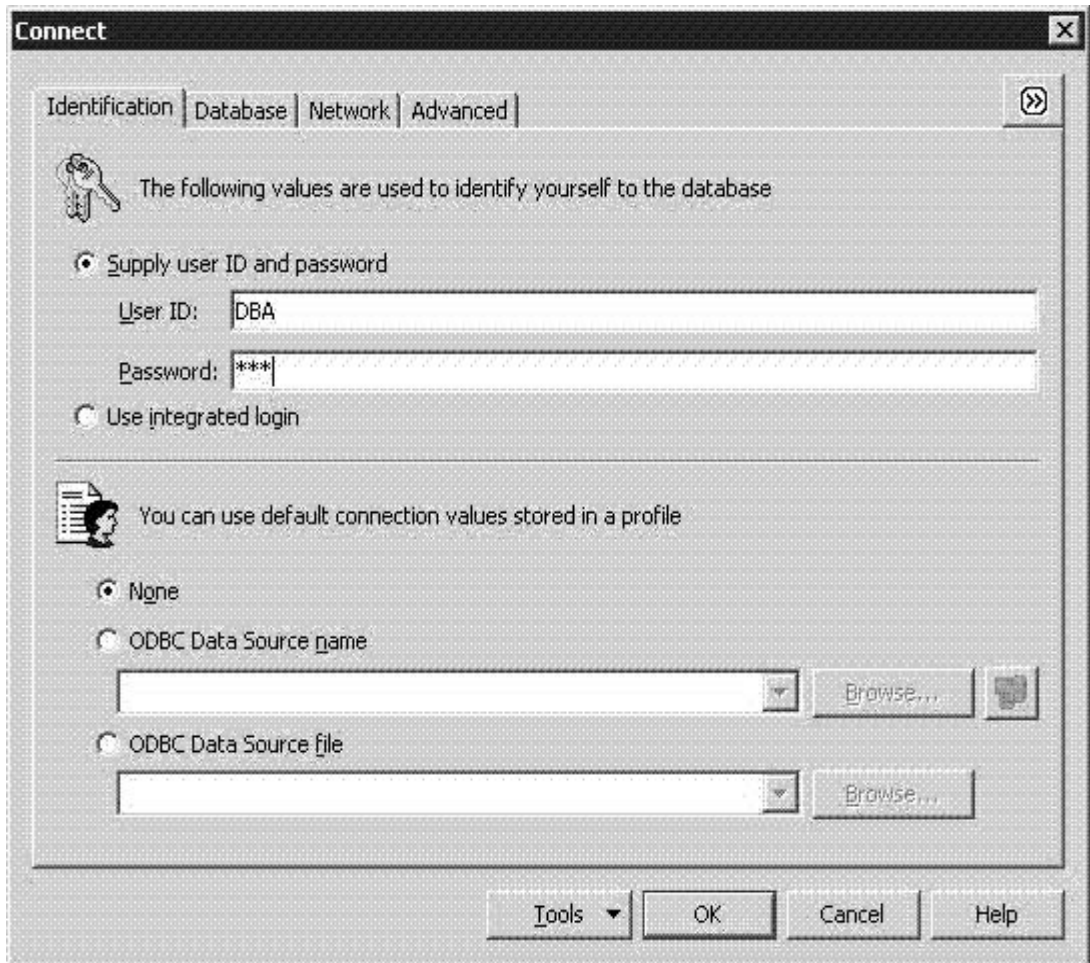 Connect
Identification Database Network Advanced
The following values are used to identify yourself to the database
Supply user ID and password
User ID: DBA
Password: ***
Use integrated login
You can use default connection values stored in a profile
None
ODBC Data Source name
Browse...
ODBC Data Source file
Browse...
Tools OK Cancel Help